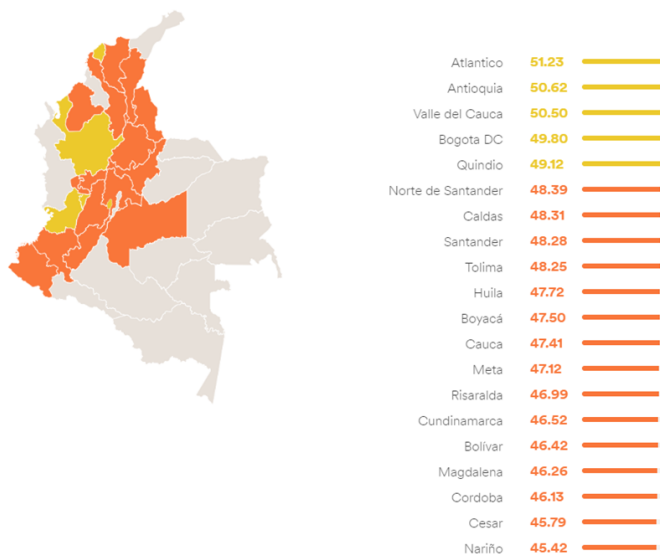 Atlantico 51.23
Antioquia 50.62
Valle del Cauca 50.50
Bogota DC 49.80
Quindio 49.12
Norte de Santander 48.39
Caldas 48.31
Santander 48.28
Tolima 48.25
Huila 47.72
Boyacá 47.50
Cauca 47.41
Meta 47.12
Risaralda 46.99
Cundinamarca 46.52
Bolívar 46.42
Magdalena 46.26
Cordoba 46.13
Cesar 45.79
Nariño 45.42